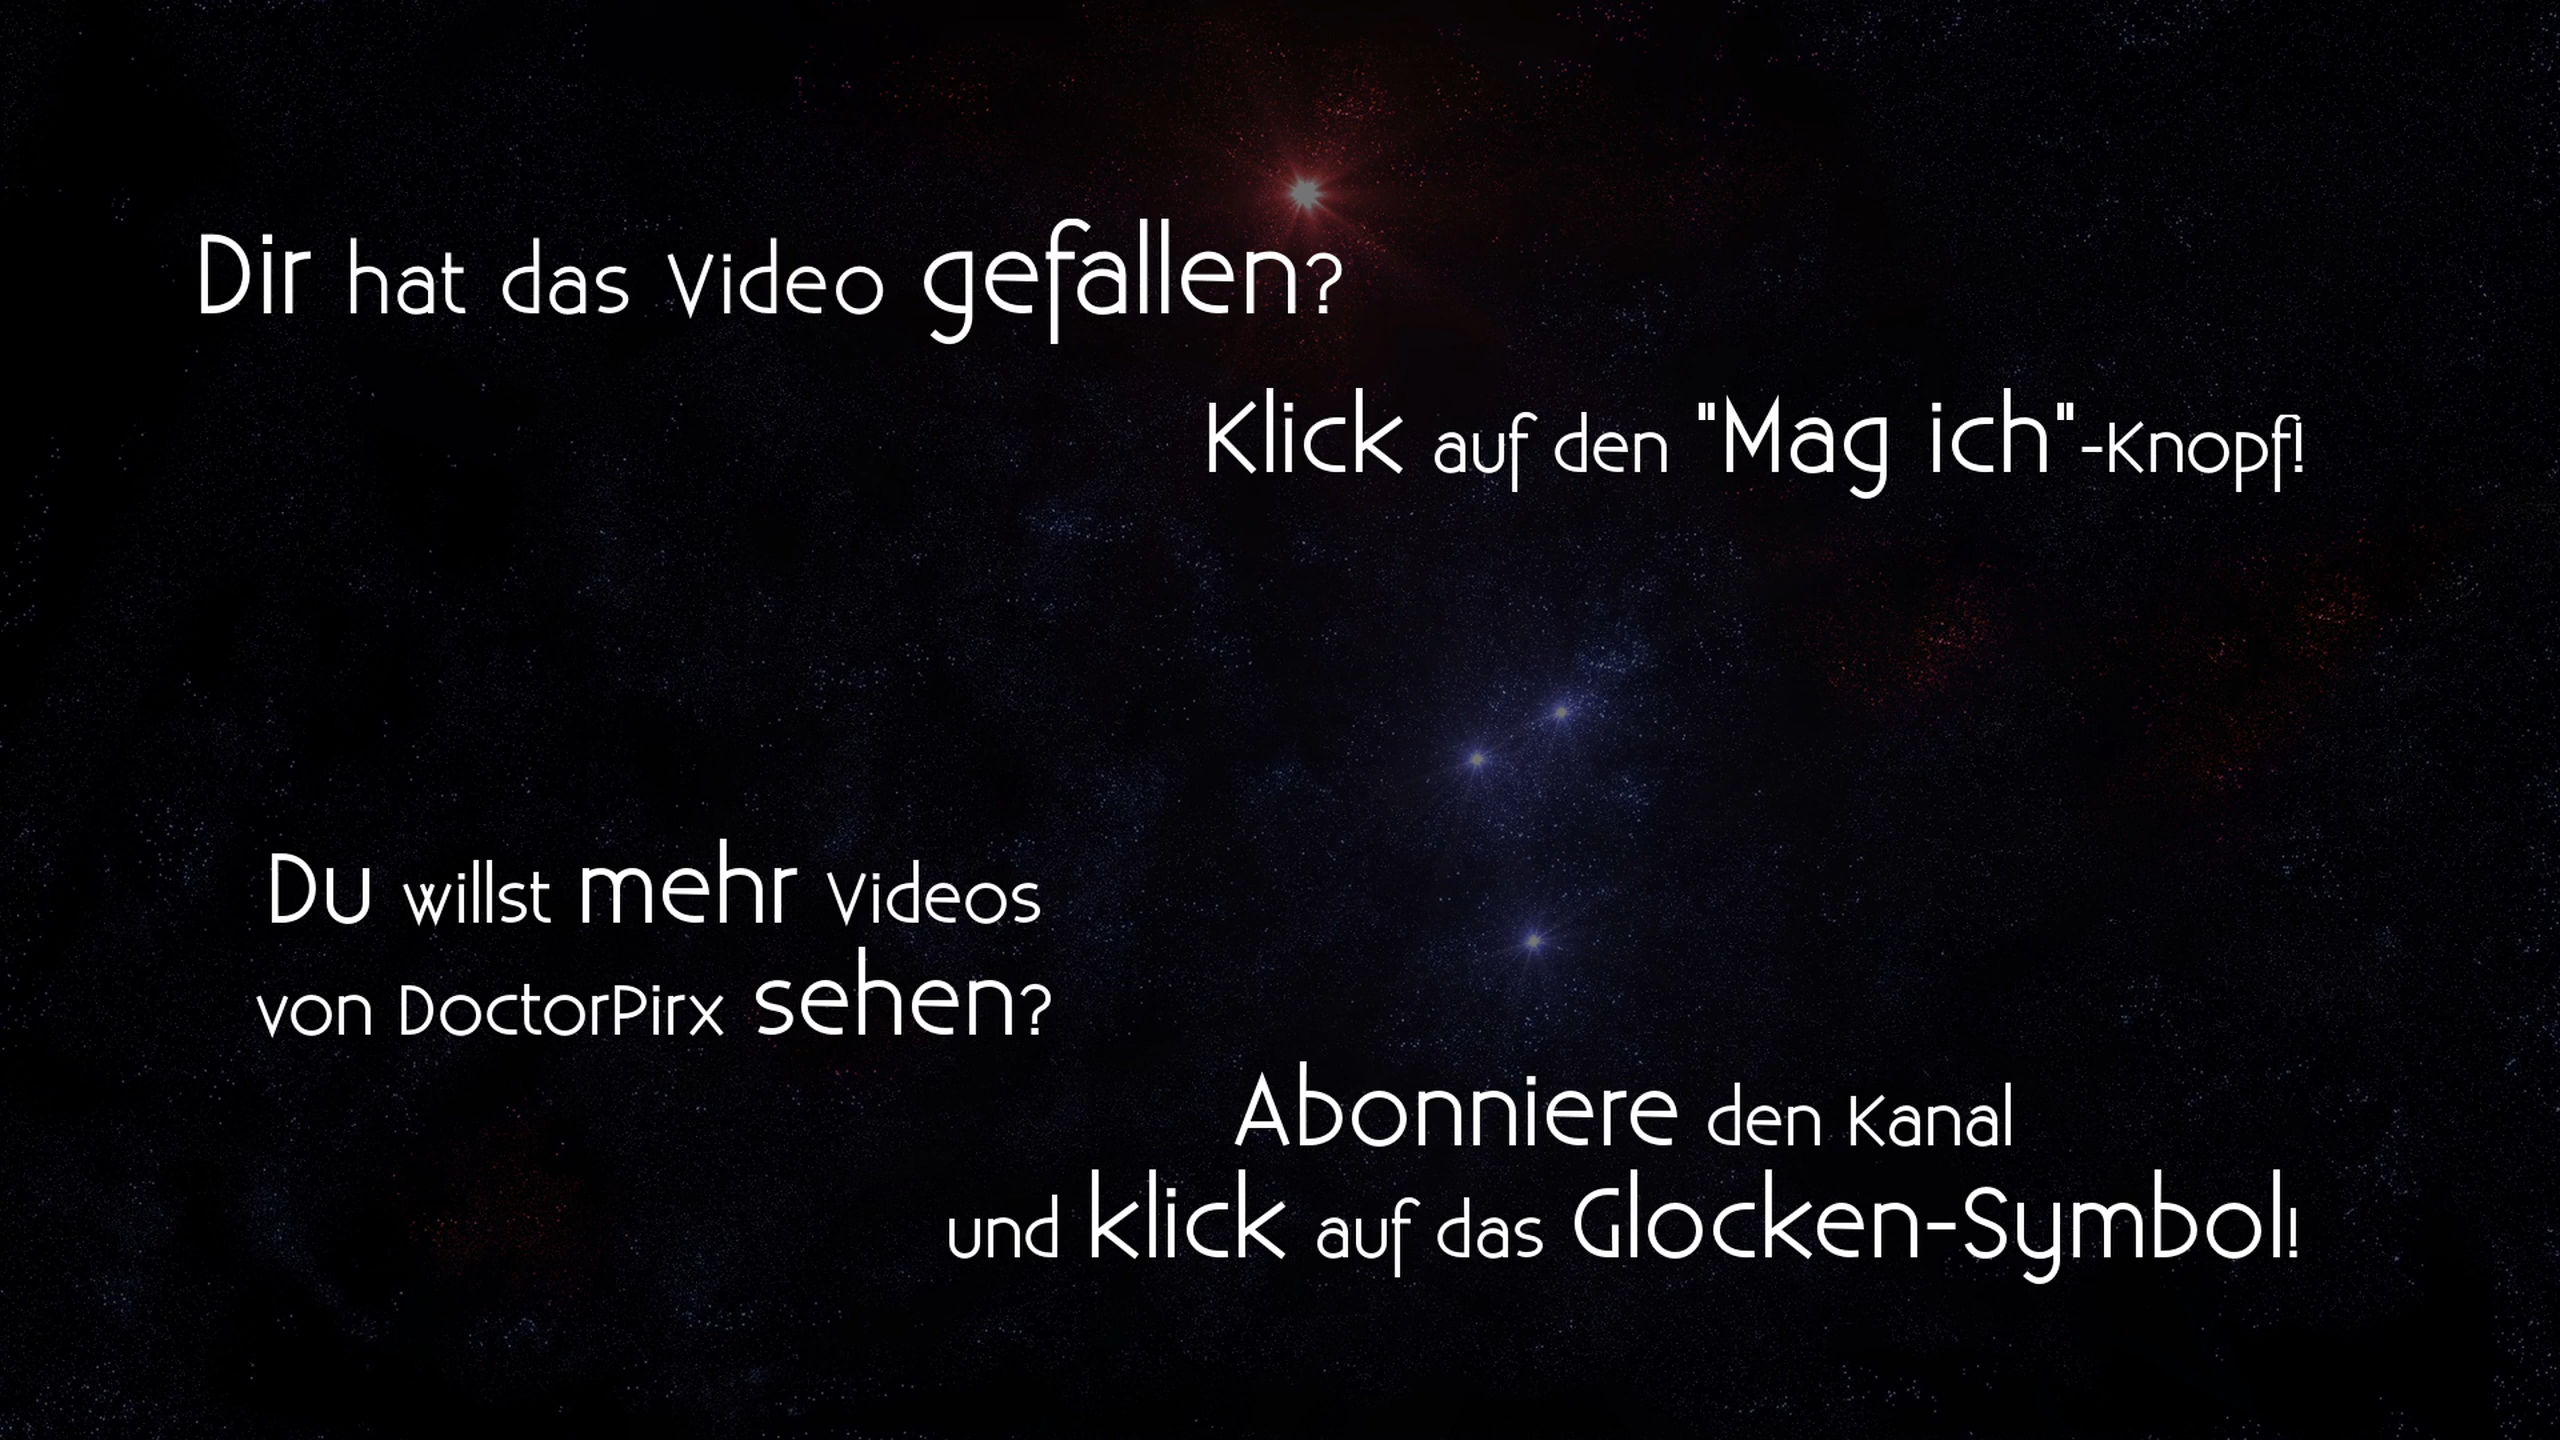 Dir hat das Video gefallen?
Klick auf den "Mag ich"-Knopf!
Du willst mehr Videos
von DoctorPirx sehen?
Abonniere den Kanal
und klick auf das Glocken-Symbol!